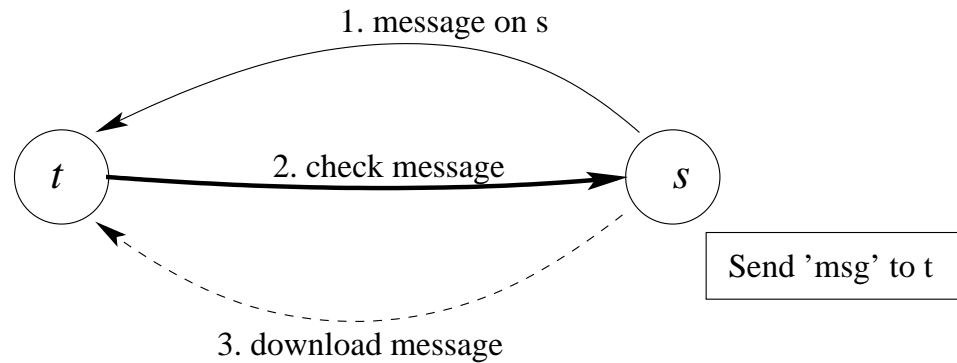 1. message on s
t
2. check message
s
Send ’msg’ to t
3. download message